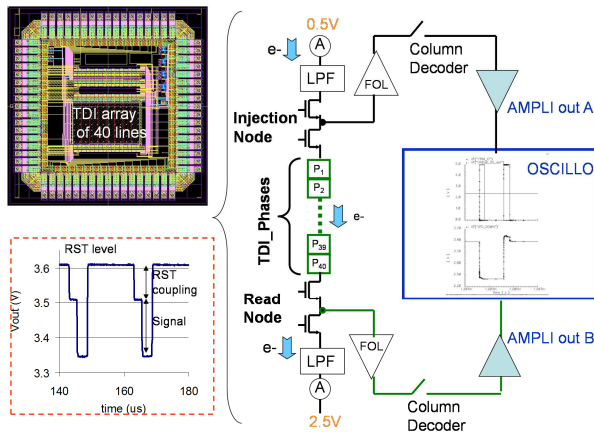 TDI array
of 40 lines
RST level
RST
coupling
Signal
3.6
3.5
3.4
3.3
Vout (V)
140
160
180
time (us)
0.5V
e-
A
LPF
FOL
Column
Decoder
AMPLI out A
Injection
Node
P1
P2
TDI_Phases
e-
P39
P40
OSCILLO
Read
Node
e-
LPF
A
2.5V
FOL
Column
Decoder
AMPLI out B